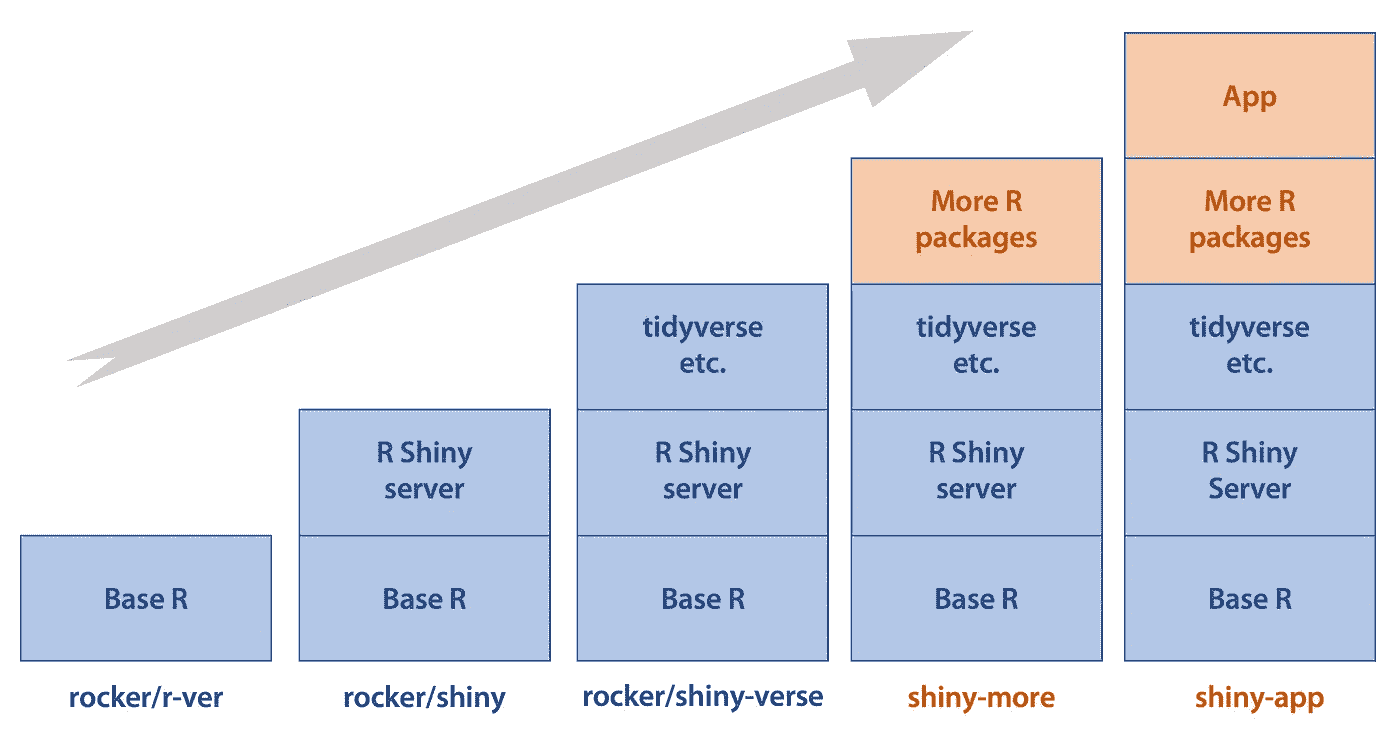 App
More R
packages
More R
packages
tidyverse
etc.
tidyverse
etc.
tidyverse
etc.
R Shiny
server
R Shiny
server
R Shiny
server
R Shiny
Server
Base R
Base R
Base R
Base R
Base R
rocker/r-ver
rocker/shiny
rocker/shiny-verse
shiny-more
shiny-app